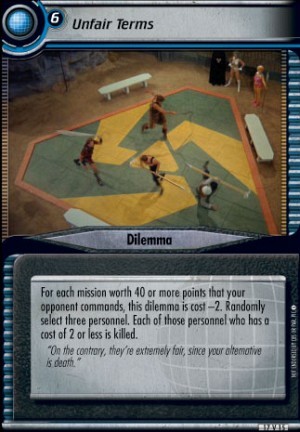 6
Unfair Terms
Dilemma
For each mission worth 40 or more points that your
opponent commands, this dilemma is cost –2. Randomly
select three personnel. Each of those personnel who has a
cost of 2 or less is killed.
"On the contrary, they're extremely fair, since your alternative
is death."
17 V 15